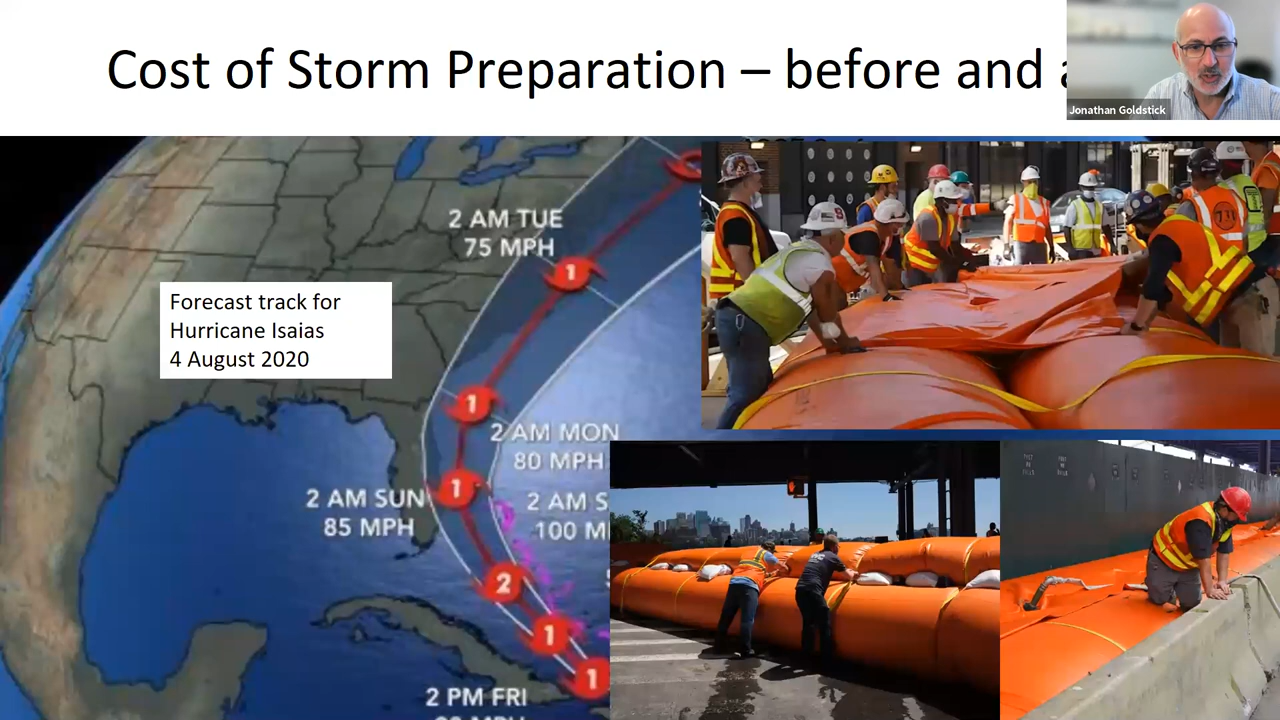 Cost of Storm Preparation – before and a
Jonathan Goldstick
2 AM TUE
75 MPH
Forecast track for
Hurricane Isaias
4 August 2020
1
1
2 AM MON
80 MPH
1
2 AM SUN
85 MPH
2 AM S
100 M
2
1
1
2 PM FRI